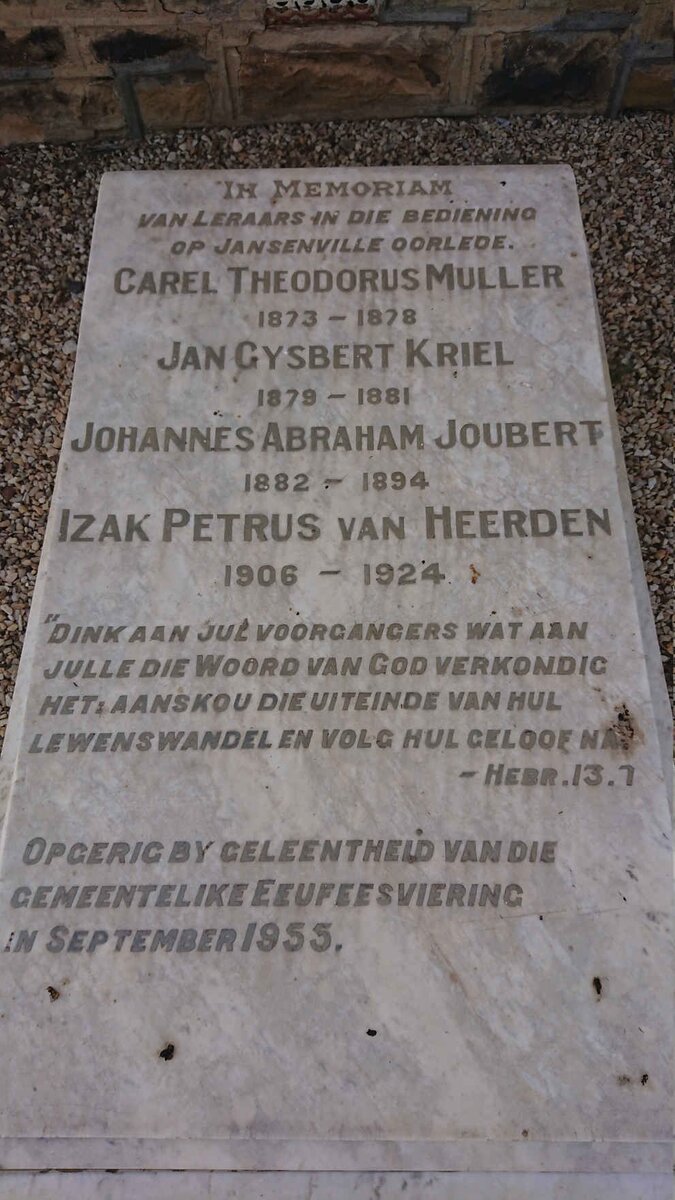 IN MEMORIAM
VAN LERAARS IN DIE BEDIENING
OP JANSENVILLE OORLEDE.
CAREL THEODORUS MULLER
1873 - 1878
JAN GYSBERT KRIEL
1879 - 1881
JOHANNES ABRAHAM JOUBERT
1882 - 1894
IZAK PETRUS VAN HEERDEN
1906 - 1924
"DINK AAN JUL VOORGANGERS WAT AAN
JULLE DIE WOORD VAN GOD VERKONDIG
HET: AANSKOU DIE UITEINDE VAN HUL
LEWENSWANDEL EN VOLG HUL GELOOF NA.
- HEBR. 13.7
OPGERIG BY GELEENTHEID VAN DIE
GEMEENTELIKE EEUFEESVIERING
IN SEPTEMBER 1955.